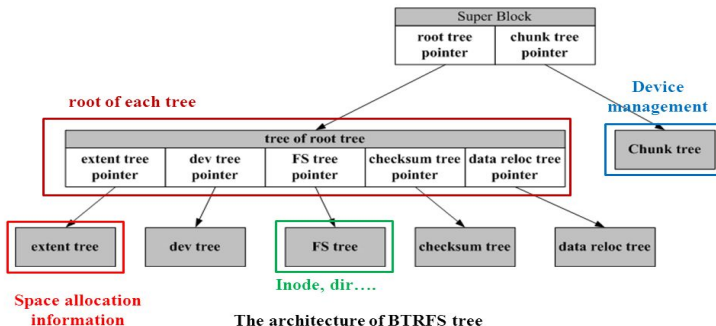 Super Block
root tree pointer
chunk tree pointer
root of each tree
Device management
tree of root tree
Chunk tree
extent tree pointer
dev tree pointer
FS tree pointer
checksum tree pointer
data reloc tree pointer
extent tree
dev tree
FS tree
checksum tree
data reloc tree
Space allocation information
Inode, dir….
The architecture of BTRFS tree